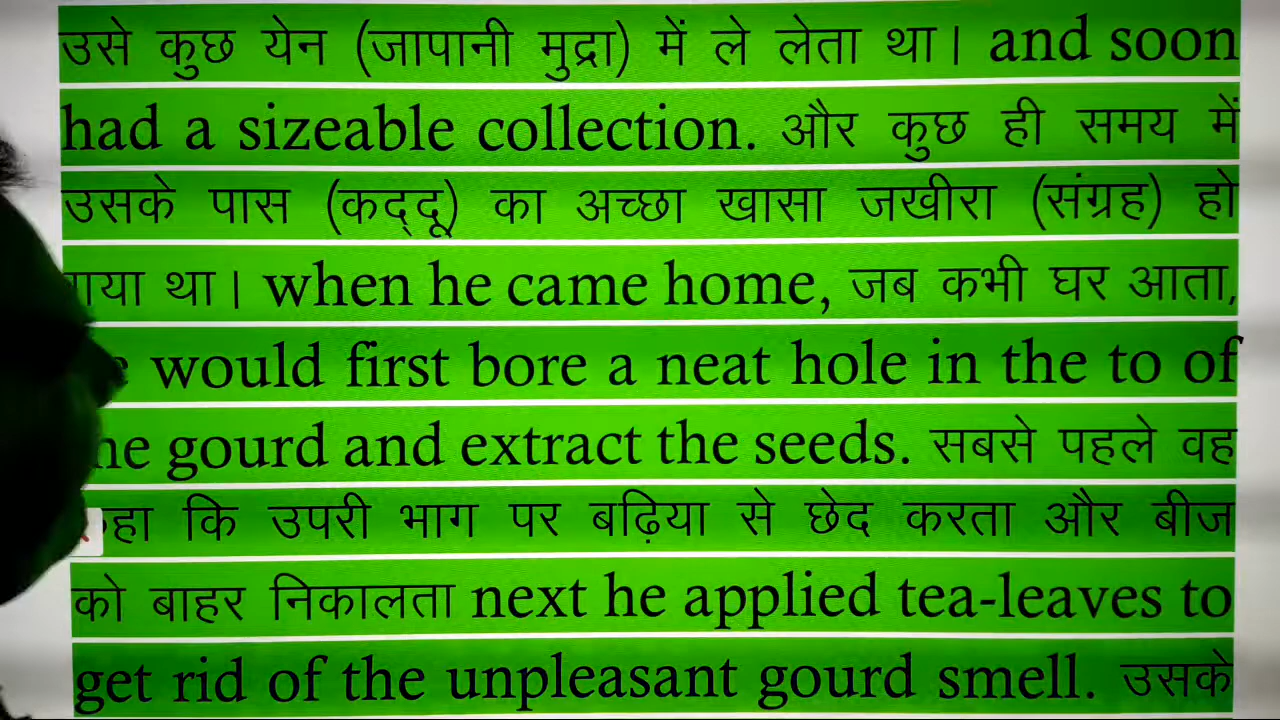 उसे कुछ येन (जापानी मुद्रा) में ले लेता था। and soon
had a sizeable collection. और कुछ ही समय में
उसके पास (कद्दू) का अच्छा खासा जखीरा (संग्रह) हो
गया था। when he came home, जब कभी घर आता,
would first bore a neat hole in the to of
gourd and extract the seeds. सबसे पहले वह
कि उपरी भाग पर बढ़िया से छेद करता और बीज
को बाहर निकालता next he applied tea-leaves to
get rid of the unpleasant gourd smell. उसके